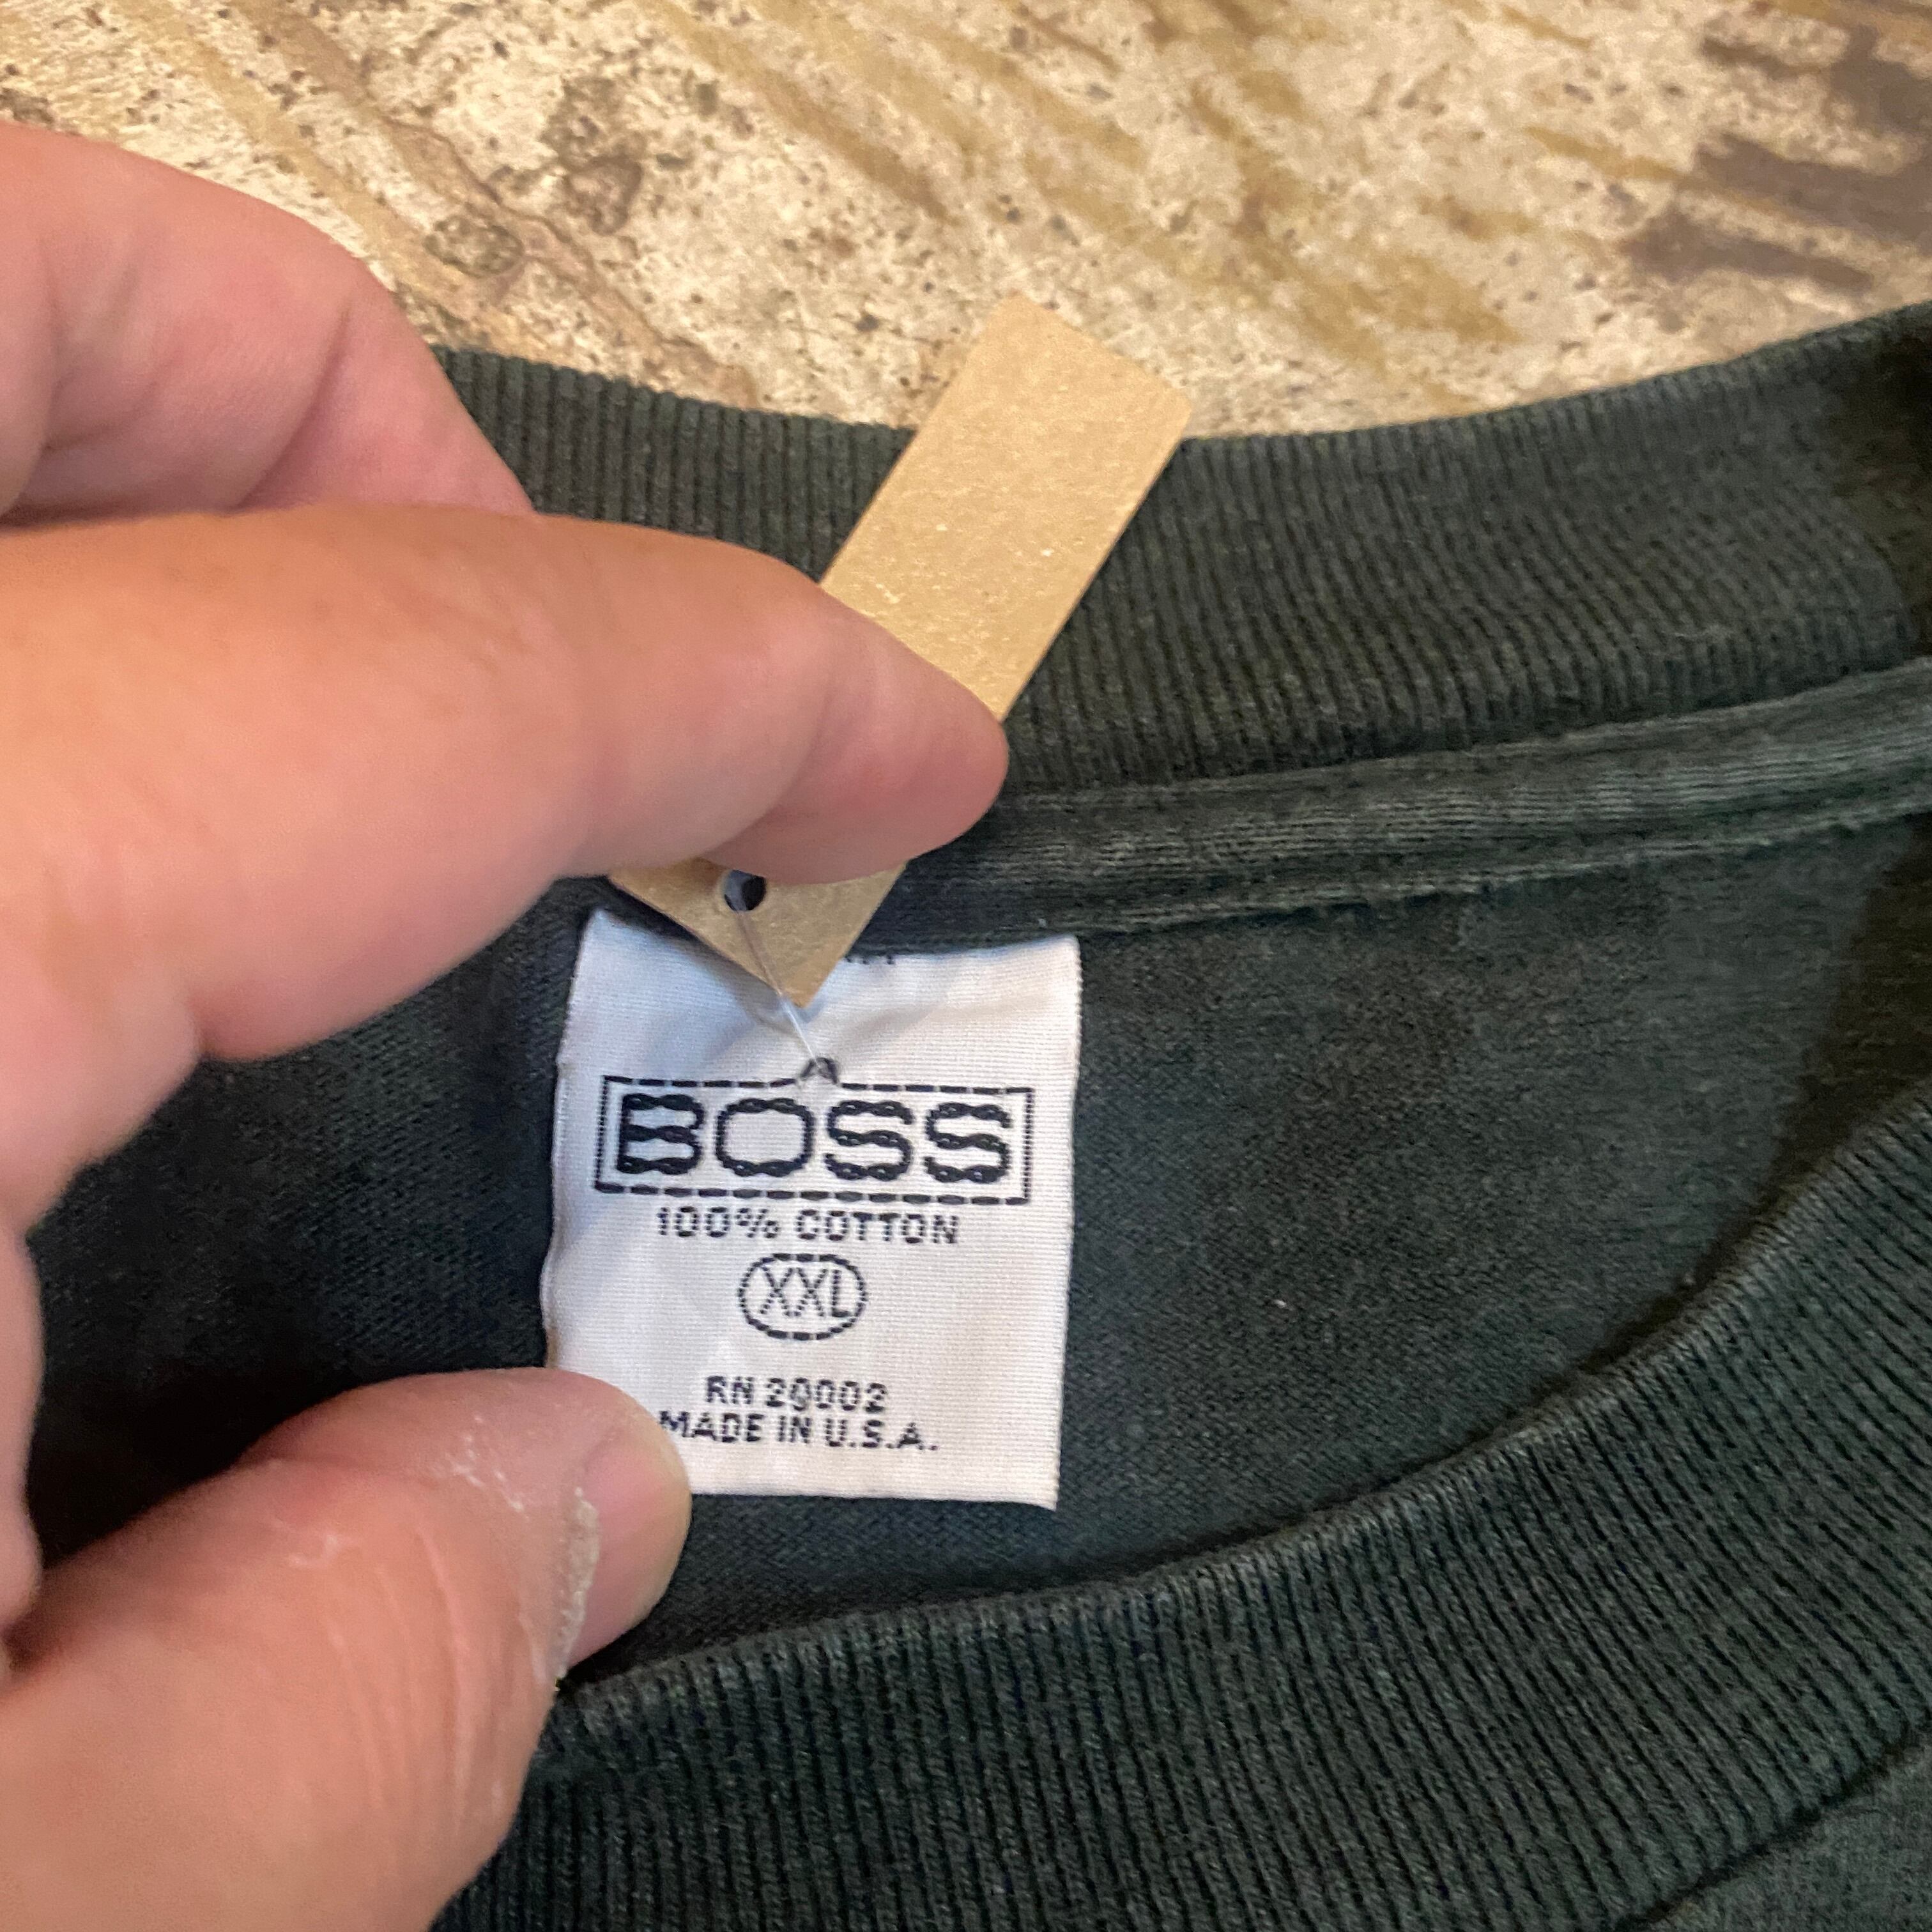 BOSS
100% COTTON
XXL
RN 20002
MADE IN U.S.A.